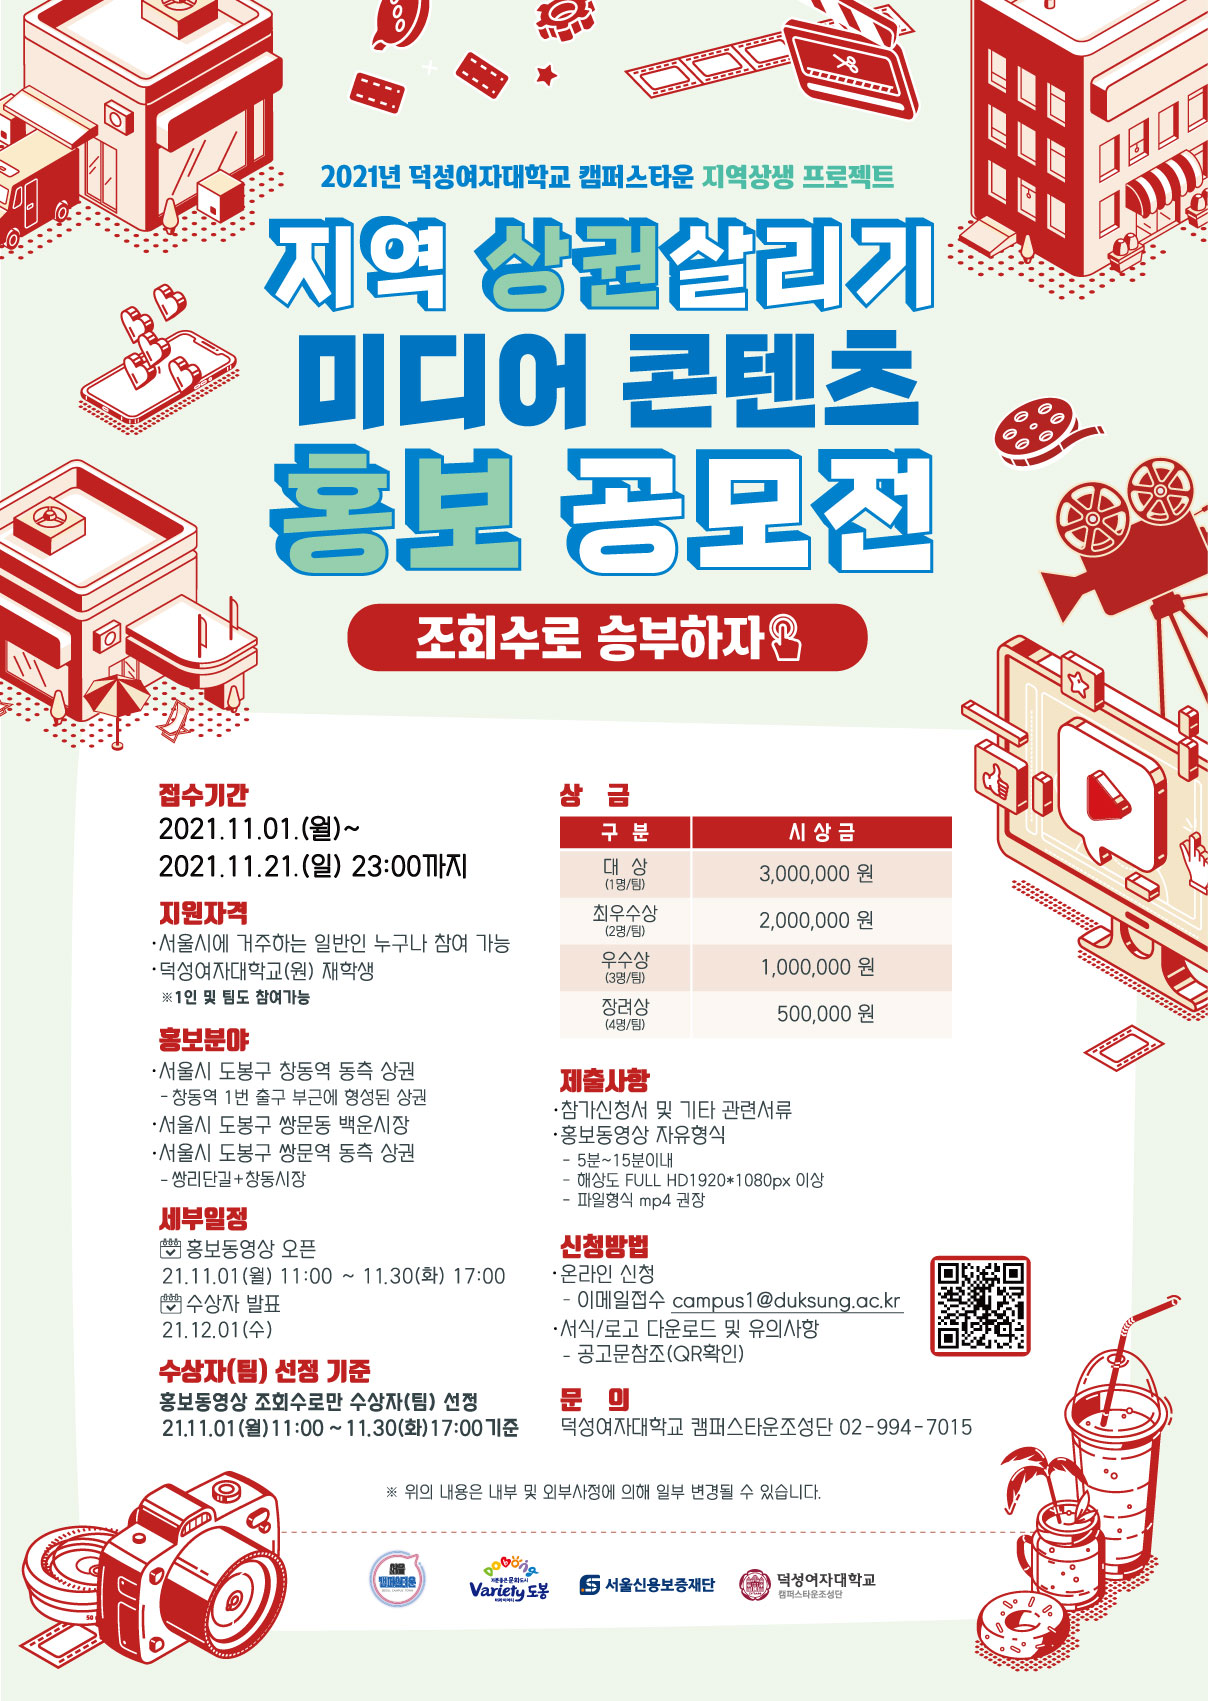 2021년 덕성여자대학교 캠퍼스타운 지역상생 프로젝트
지역 상권살리기
미디어 콘텐츠
홍보 공모전
조회수로 승부하자
접수기간
2021.11.01.(월)~
2021.11.21.(일) 23:00까지
지원자격
·서울시에 거주하는 일반인 누구나 참여 가능
·덕성여자대학교(원) 재학생
※1인 및 팀도 참여가능
홍보분야
·서울시 도봉구 창동역 동측 상권
-창동역 1번 출구 부근에 형성된 상권
·서울시 도봉구 쌍문동 백운시장
·서울시 도봉구 쌍문역 동측 상권
-쌍리단길+창동시장
세부일정
홍보동영상 오픈
21.11.01(월) 11:00 ~ 11.30(화) 17:00
수상자 발표
21.12.01(수)
수상자(팀) 선정 기준
홍보동영상 조회수로만 수상자(팀) 선정
21.11.01(월)11:00 ~ 11.30(화)17:00기준
상 금
구 분 시상금
대 상
(1명/팀)
3,000,000 원
최우수상
(2명/팀)
2,000,000 원
우수상
(3명/팀)
1,000,000 원
장려상
(4명/팀)
500,000 원
제출사항
·참가신청서 및 기타 관련서류
·홍보동영상 자유형식
- 5분~15분이내
- 해상도 FULL HD1920*1080px 이상
- 파일형식 mp4 권장
신청방법
·온라인 신청
- 이메일접수 campus1@duksung.ac.kr
·서식/로고 다운로드 및 유의사항
- 공고문참조(QR확인)
문 의
덕성여자대학교 캠퍼스타운조성단 02-994-7015
※ 위의 내용은 내부 및 외부사정에 의해 일부 변경될 수 있습니다.
서울
캠퍼스타운
DOBONG
Variety도봉
서울신용보증재단
덕성여자대학교
캠퍼스타운조성단